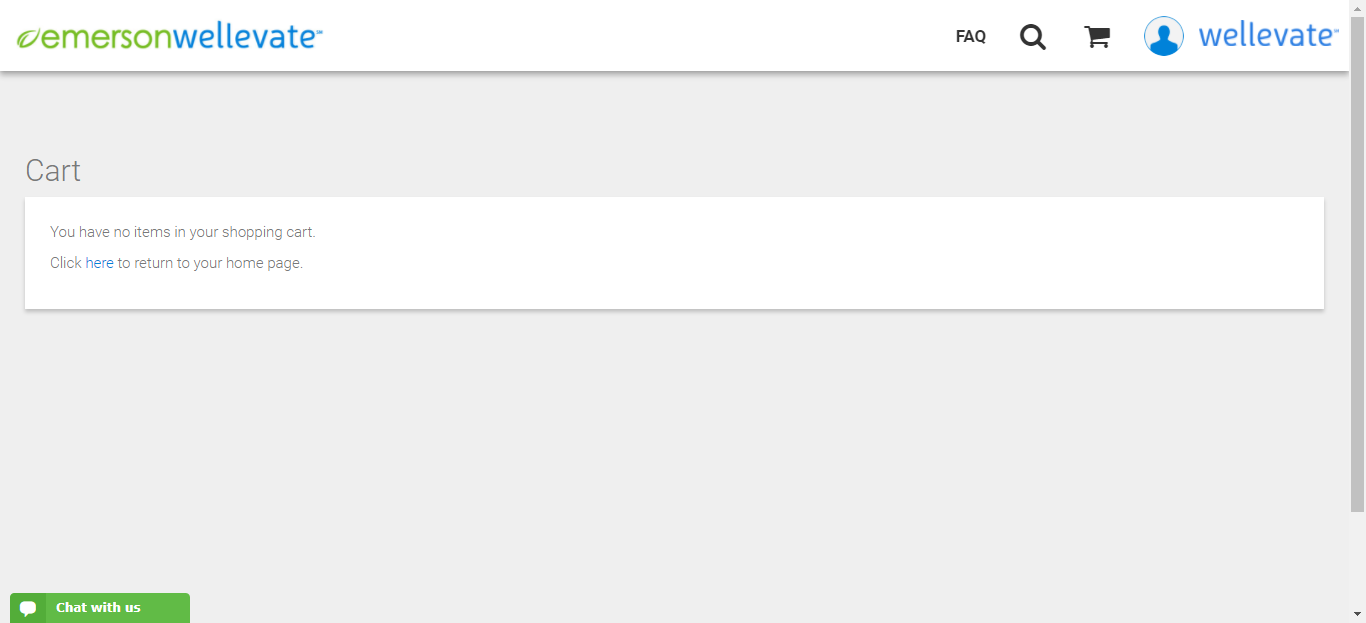 emersonwellevate℠
FAQ
wellevate℠
Cart
You have no items in your shopping cart.
Click here to return to your home page.
Chat with us